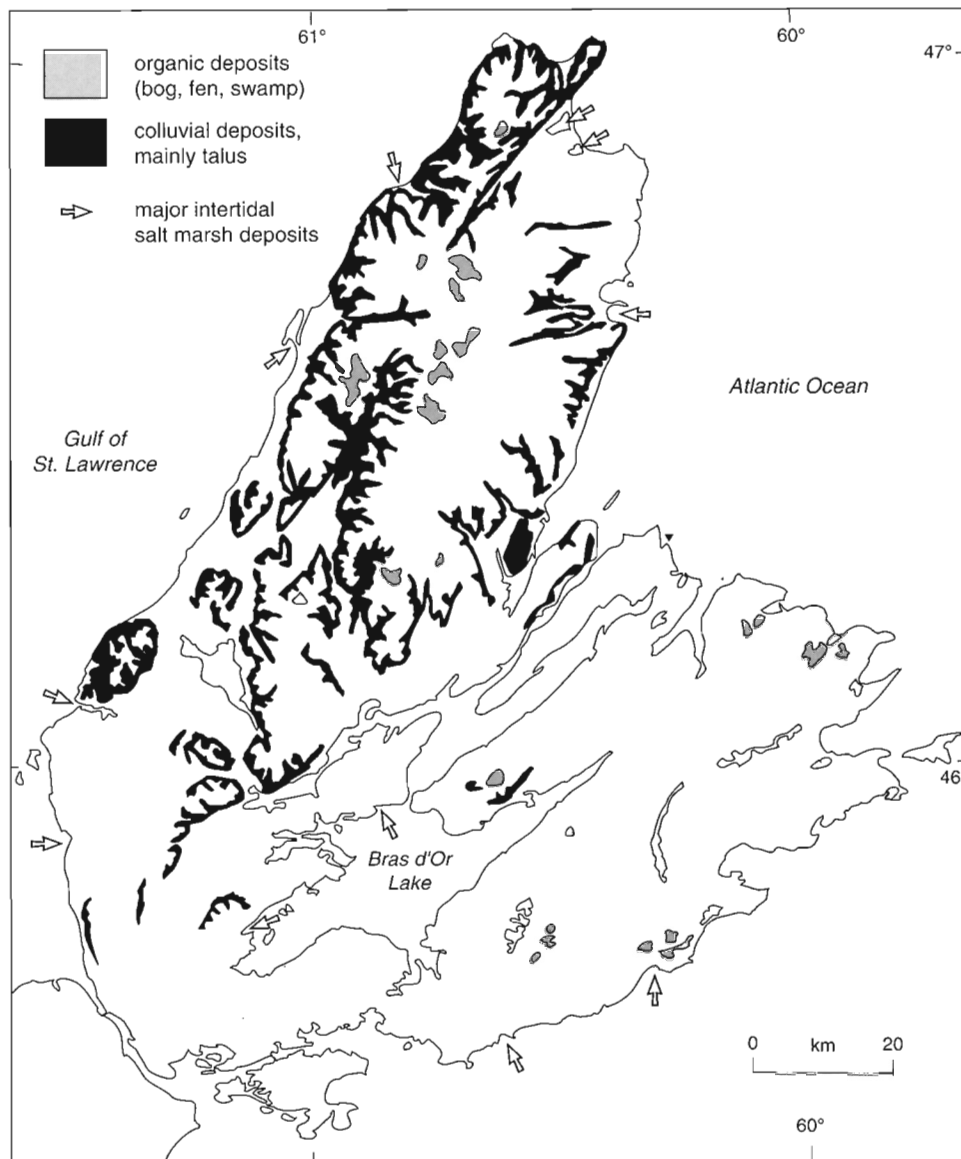 61°
60°
47°
organic deposits
(bog, fen, swamp)
colluvial deposits,
mainly talus
major intertidal
salt marsh deposits
Atlantic Ocean
Gulf of
St. Lawrence
46
Bras d'Or
Lake
0 km 20
60°